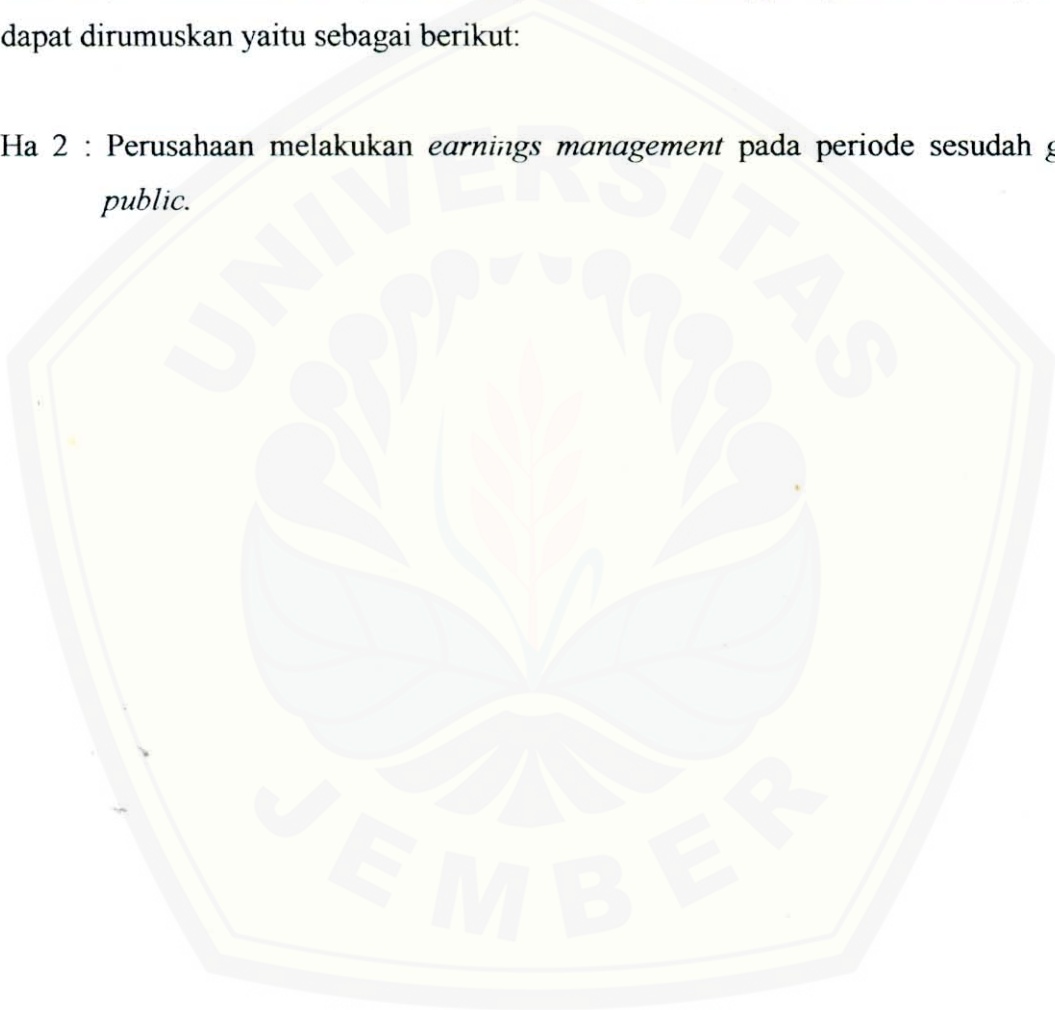 dapat dirumuskan yaitu sebagai berikut:
Ha 2 : Perusahaan melakukan earnings management pada periode sesudah g
public.
UNIVERSITAS
JEMBER